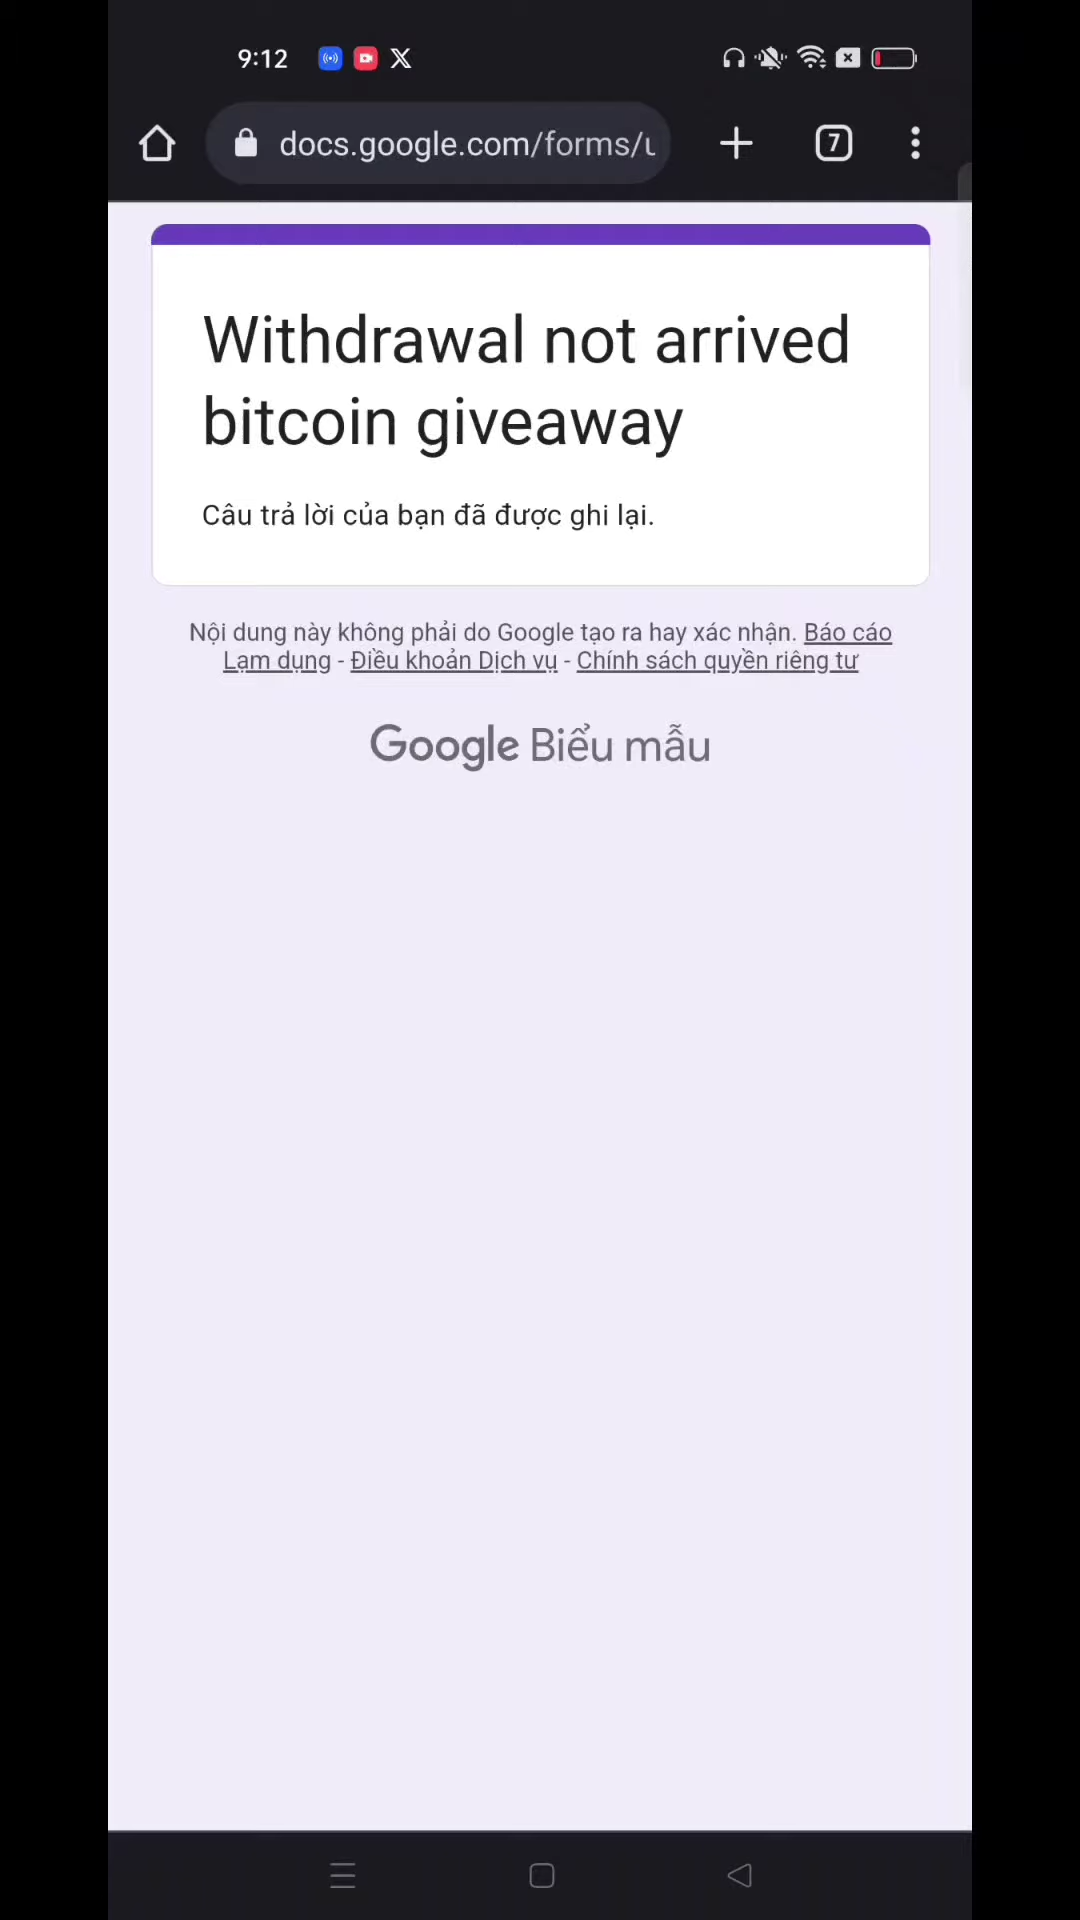 9:12
docs.google.com/forms/u
7
Withdrawal not arrived
bitcoin giveaway
Câu trả lời của bạn đã được ghi lại.
Nội dung này không phải do Google tạo ra hay xác nhận. Báo cáo
Lạm dụng - Điều khoản Dịch vụ - Chính sách quyền riêng tư
Google Biểu mẫu